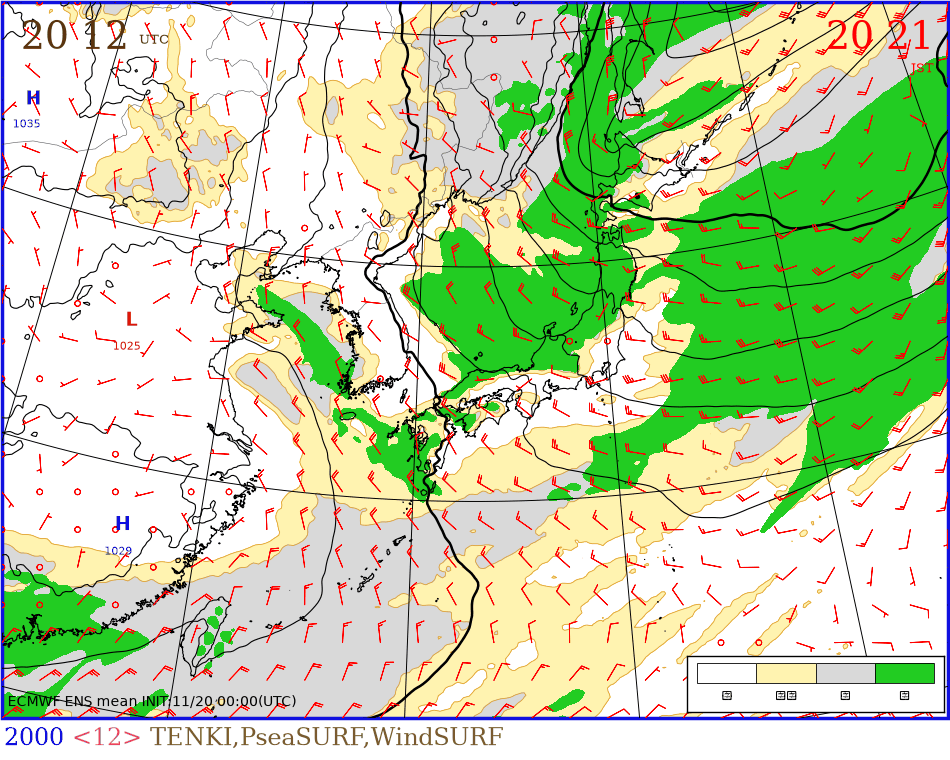 20 12 UTC
20 21
JST
H
1035
L
1025
H
1029
ECMWF ENS mean INIT:11/20 00:00(UTC)
2000 <12> TENKI,PseaSURF,WindSURF